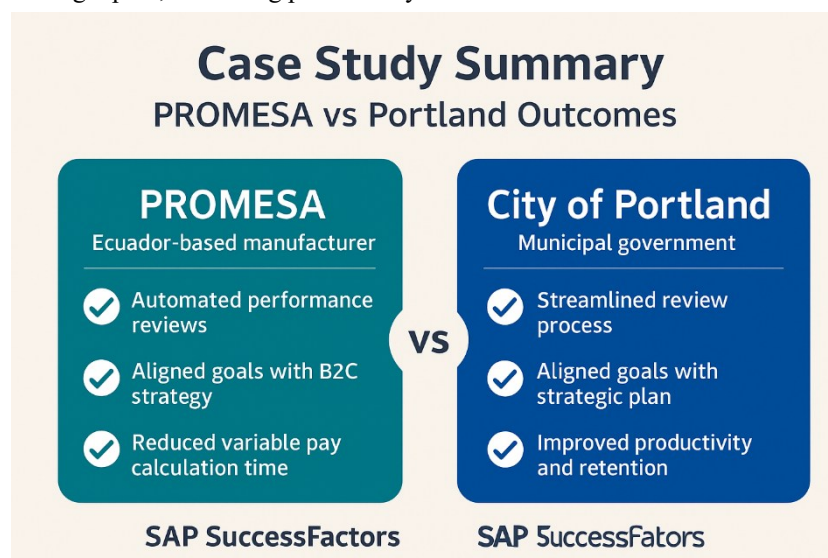 Case Study Summary
PROMESA vs Portland Outcomes
PROMESA
Ecuador-based manufacturer
Automated performance
reviews
Aligned goals with B2C
strategy
Reduced variable pay
calculation time
VS
City of Portland
Municipal government
Streamlined review
process
Aligned goals with
strategic plan
Improved productivity
and retention
SAP SuccessFactors
SAP 5uccessFators